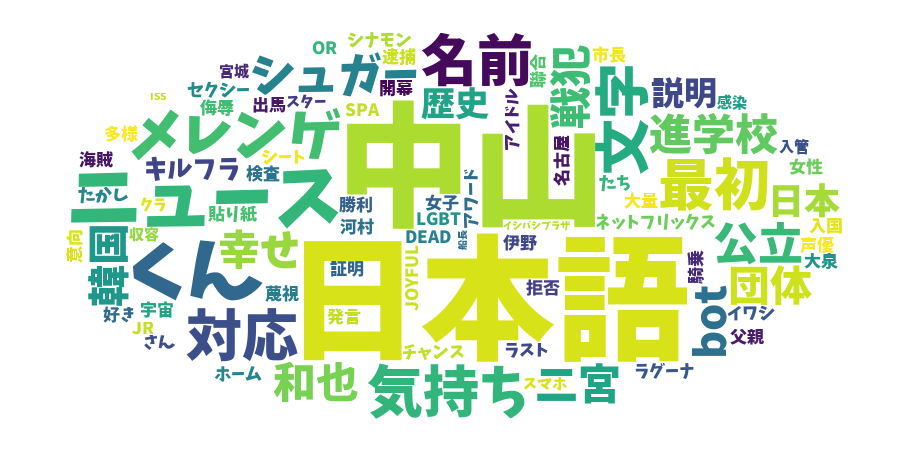 OR
シナモン
逮捕
名前
聯合
戦犯
市長
宮城
シュガー
開幕
セクシー
侮辱
出馬
スター
SPA
歴史
アイドル
文字
説明
感染
ISS
多様
メレンゲ
中山
名古屋
進学校
入管
海賊
キルフラ
シート
検査
たち
最初
女性
たかし
ニュース
クラ
貼り紙
勝利
女子
アワード
LGBT
大量
日本
河村
イシバシプラザ
ネットフリックス
入国
意向
韓国
収容
くん
幸せ
DEAD
船長
伊野
公立
声優
大泉
証明
JOYFUL
騎乗
団体
蔑視
拒否
日本語
好き
宇宙
対応
発言
bot
イワシ
JR
さん
父親
チャンス
ラスト
ホーム
和也
気持ち
スマホ
二宮
ラグーナ